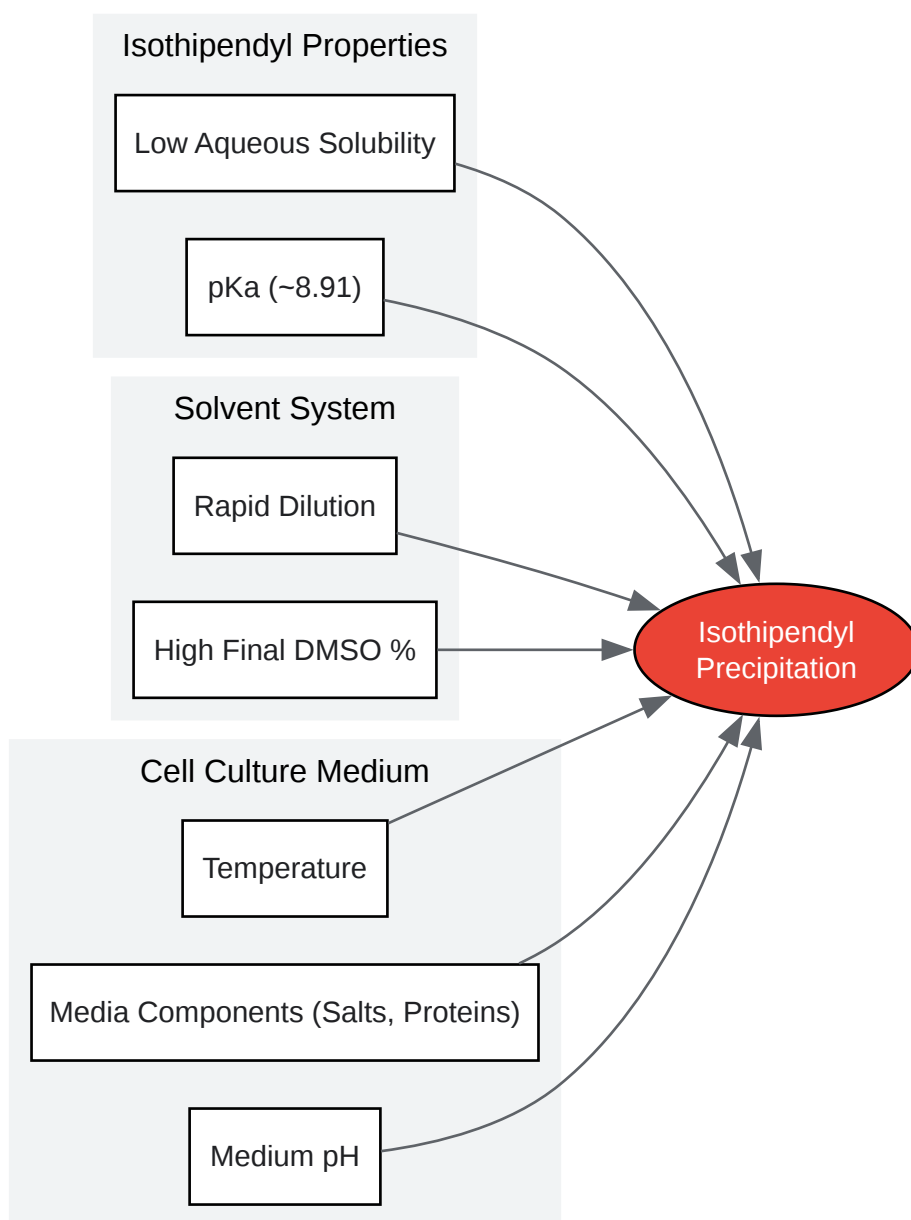 Isothipendyl Properties
Low Aqueous Solubility
pKa (~8.91)
Solvent System
Rapid Dilution
High Final DMSO %
Isothipendyl
Precipitation
Cell Culture Medium
Temperature
Media Components (Salts, Proteins)
Medium pH